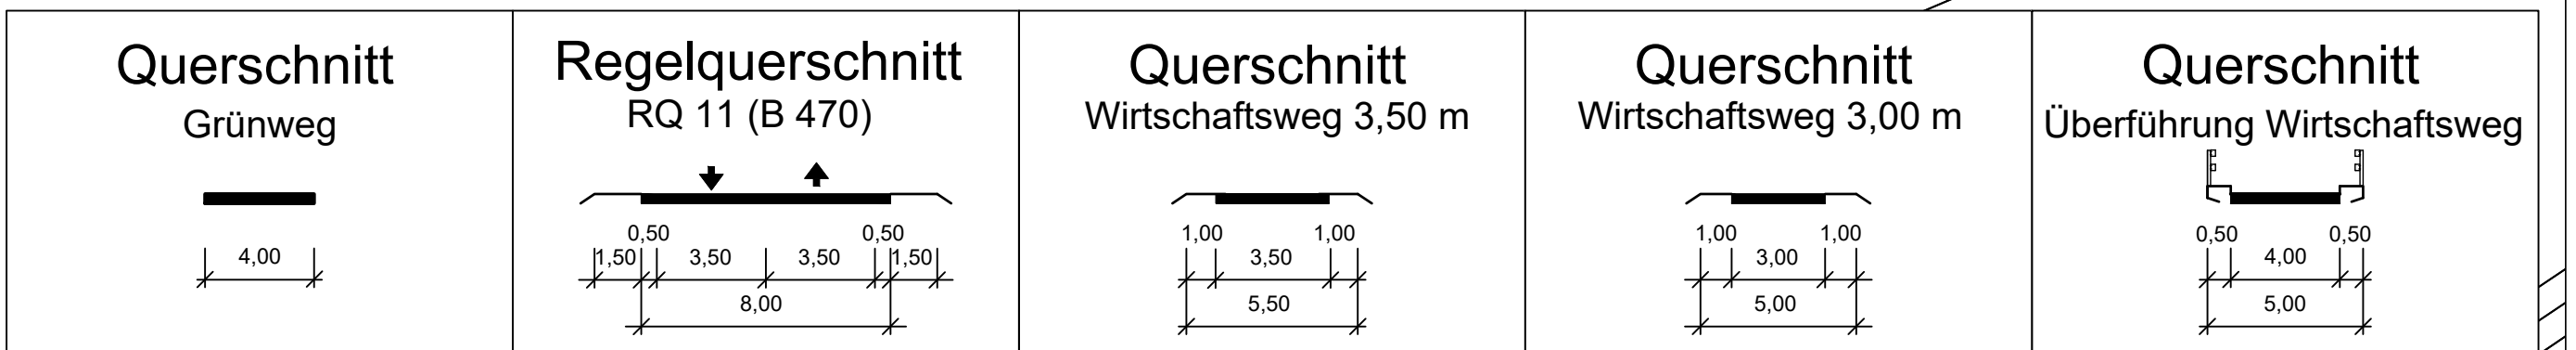 Querschnitt
Grünweg
4,00
Regelquerschnitt
RQ 11 (B 470)
0,50 0,50
1,50 3,50 3,50 1,50
8,00
Querschnitt
Wirtschaftsweg 3,50 m
1,00 1,00
3,50
5,50
Querschnitt
Wirtschaftsweg 3,00 m
1,00 1,00
3,00
5,00
Querschnitt
Überführung Wirtschaftsweg
0,50 0,50
4,00
5,00